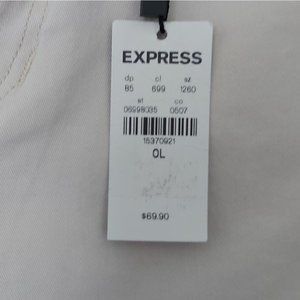 EXPRESS
dp cl sz
85 699 1260
st co
06998035 0507
15370921
0L
$69.90